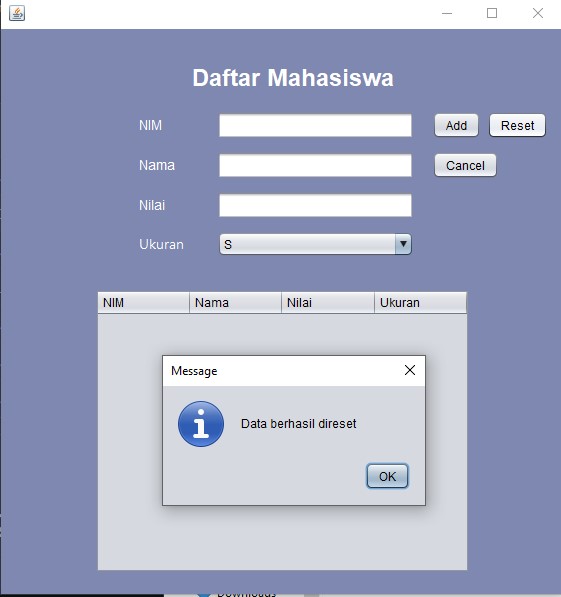 Daftar Mahasiswa
NIM
Add
Reset
Nama
Cancel
Nilai
Ukuran
S
NIM Nama Nilai Ukuran
Message
Data berhasil direset
OK
Downloads